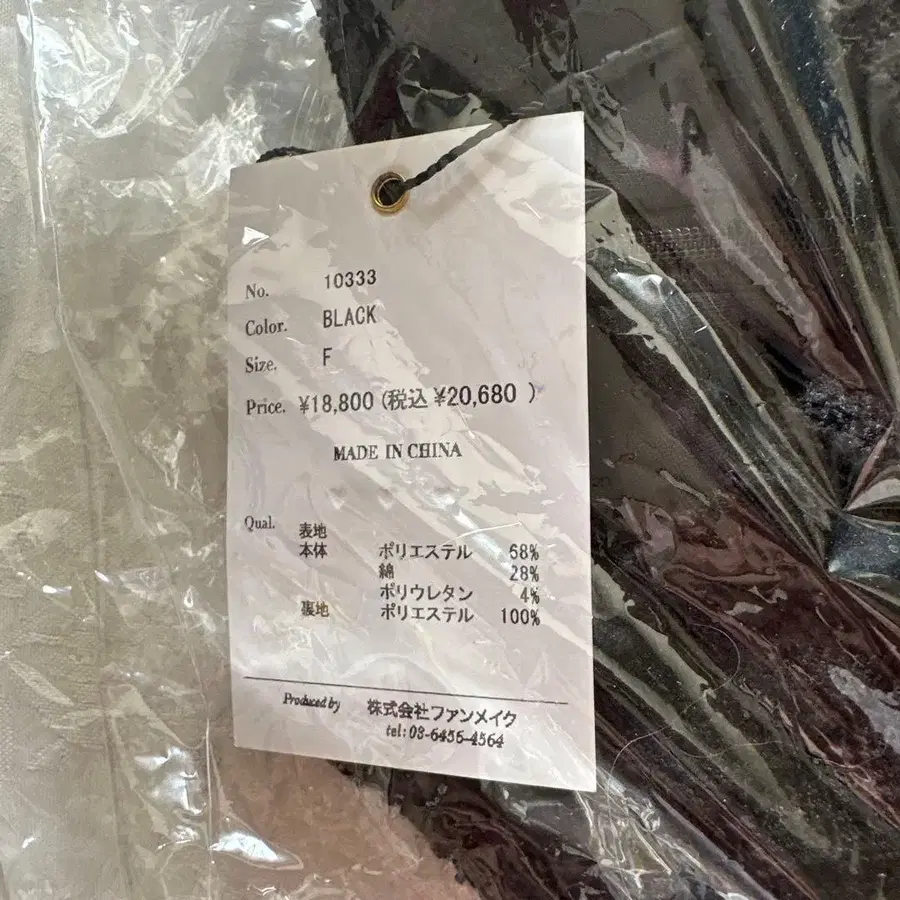 No. 10333
Color. BLACK
Size. F
Price. ¥18,800 (税込 ¥20,680 )
MADE IN CHINA
Qual. 表地
本体 ポリエステル 68%
綿 28%
ポリウレタン 4%
裏地 ポリエステル 100%
Produced by 株式会社ファンメイク
tel: 03-6456-4564